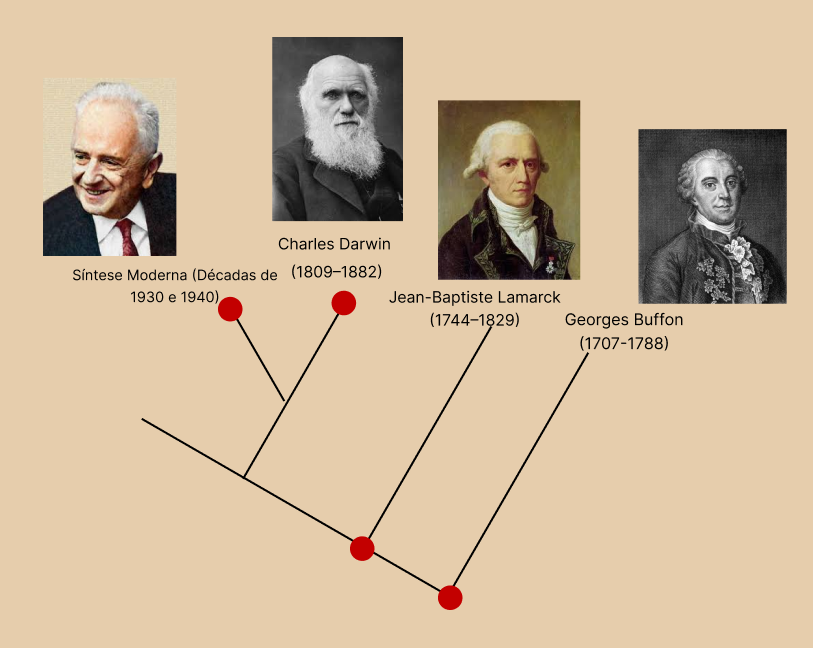 Síntese Moderna (Décadas de
1930 e 1940)
Charles Darwin
(1809–1882)
Jean-Baptiste Lamarck
(1744–1829)
Georges Buffon
(1707-1788)